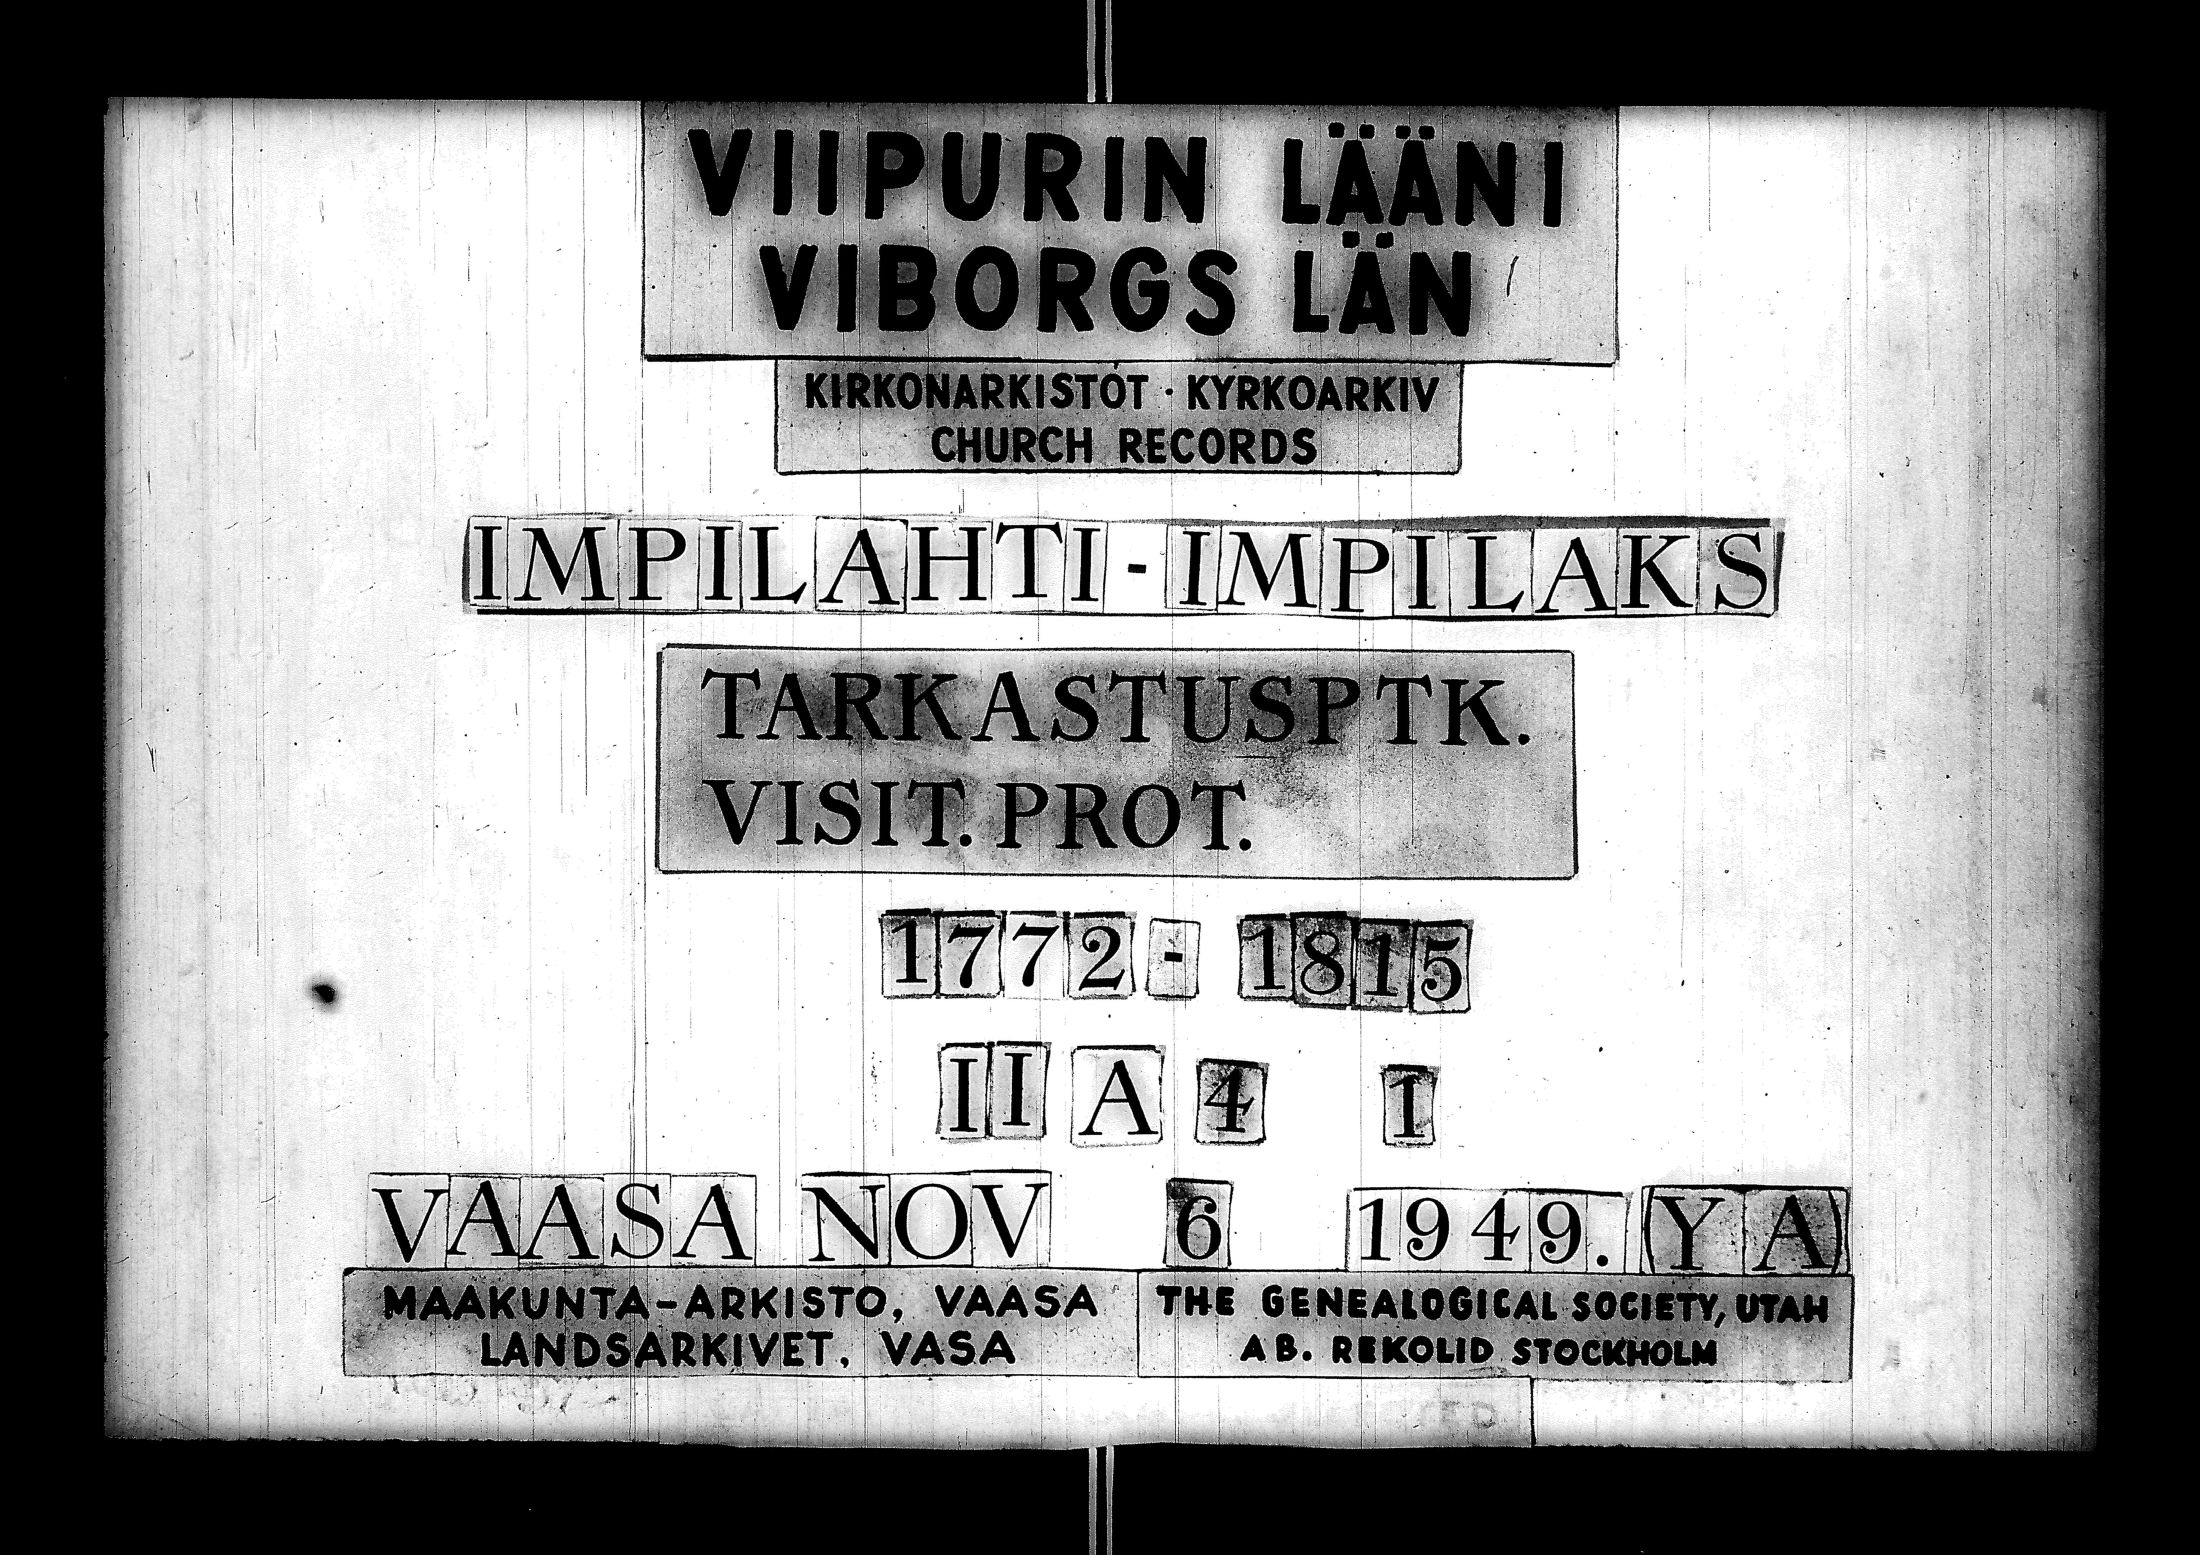 VIIPURIN LÄÄNI
VIBORGS LÄN
KIRKONARKISTOT · KYRKOARKIV
CHURCH RECORDS
IMPILAHTI - IMPILAKS
TARKASTUSPTK.
VISIT. PROT.
1772 - 1815
II A 4 1
VAASA NOV 6 1949. (YA)
MAAKUNTA-ARKISTO, VAASA
LANDSARKIVET, VASA
THE GENEALOGICAL SOCIETY, UTAH
AB. REKOLID STOCKHOLM